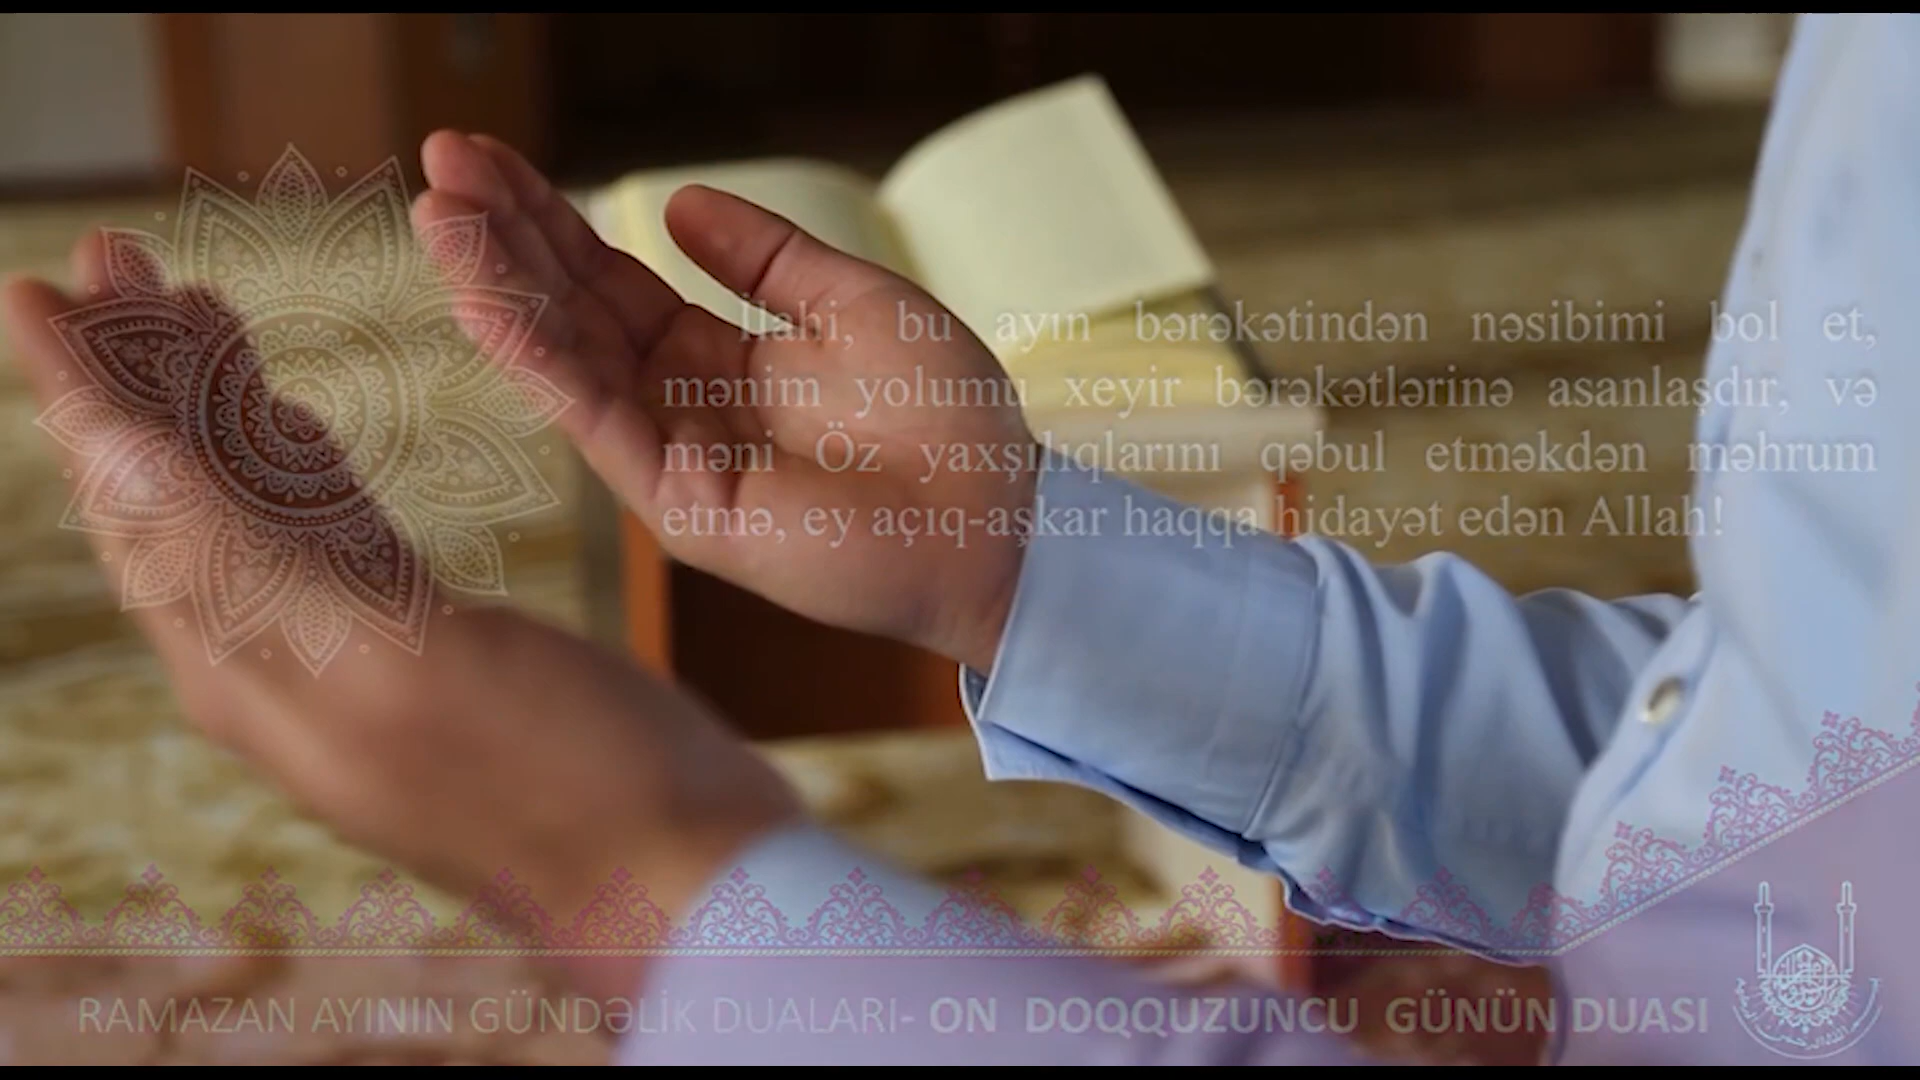 İlahi, bu ayın bərəkətindən nəsibimi bol et,
mənim yolumu xeyir bərəkətlərinə asanlaşdır, və
məni Öz yaxşılıqlarını qəbul etməkdən məhrum
etmə, ey açıq-aşkar haqqa hidayət edən Allah!
RAMAZAN AYININ GÜNDƏLİK DUALARI- ON DOQQUZUNCU GÜNÜN DUASI